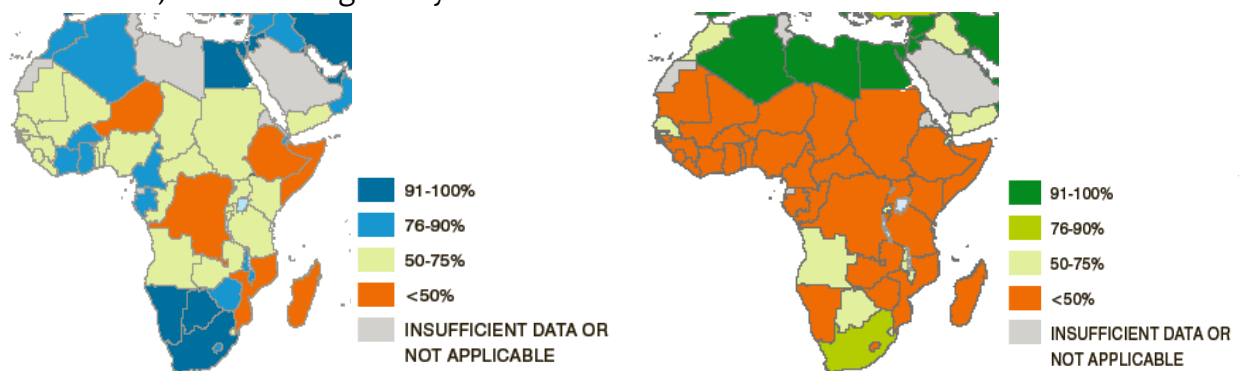 91-100%
76-90%
50-75%
<50%
INSUFFICIENT DATA OR
NOT APPLICABLE
91-100%
76-90%
50-75%
<50%
INSUFFICIENT DATA OR
NOT APPLICABLE